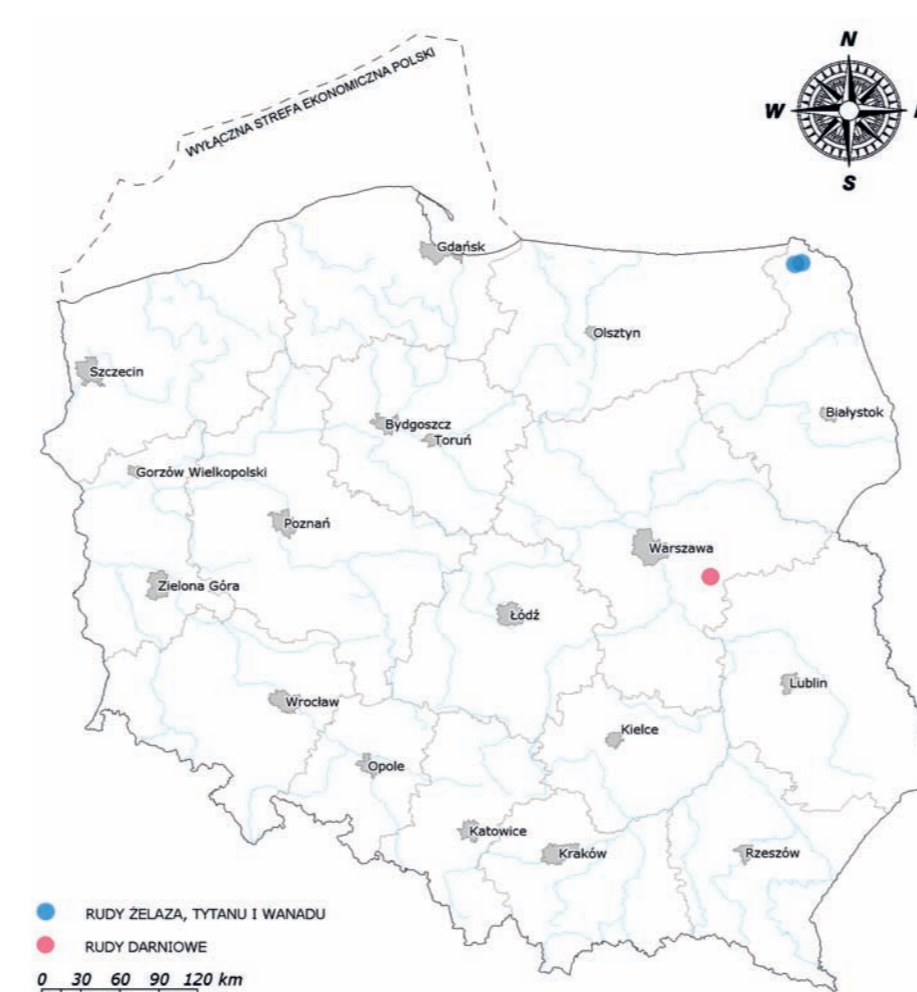 N
WYŁĄCZNA STREFA EKONOMICZNA POLSKI
W
S
Gdańsk
Olsztyn
Szczecin
Białystok
Bydgoszcz
Toruń
Gorzów Wielkopolski
Poznań
Warszawa
Zielona Góra
Łódź
Lublin
Wrocław
Kielce
Opole
Katowice
Kraków
Rzeszów
RUDY ŻELAZA, TYTANU I WANADU
RUDY DARNIOWE
0 30 60 90 120 km